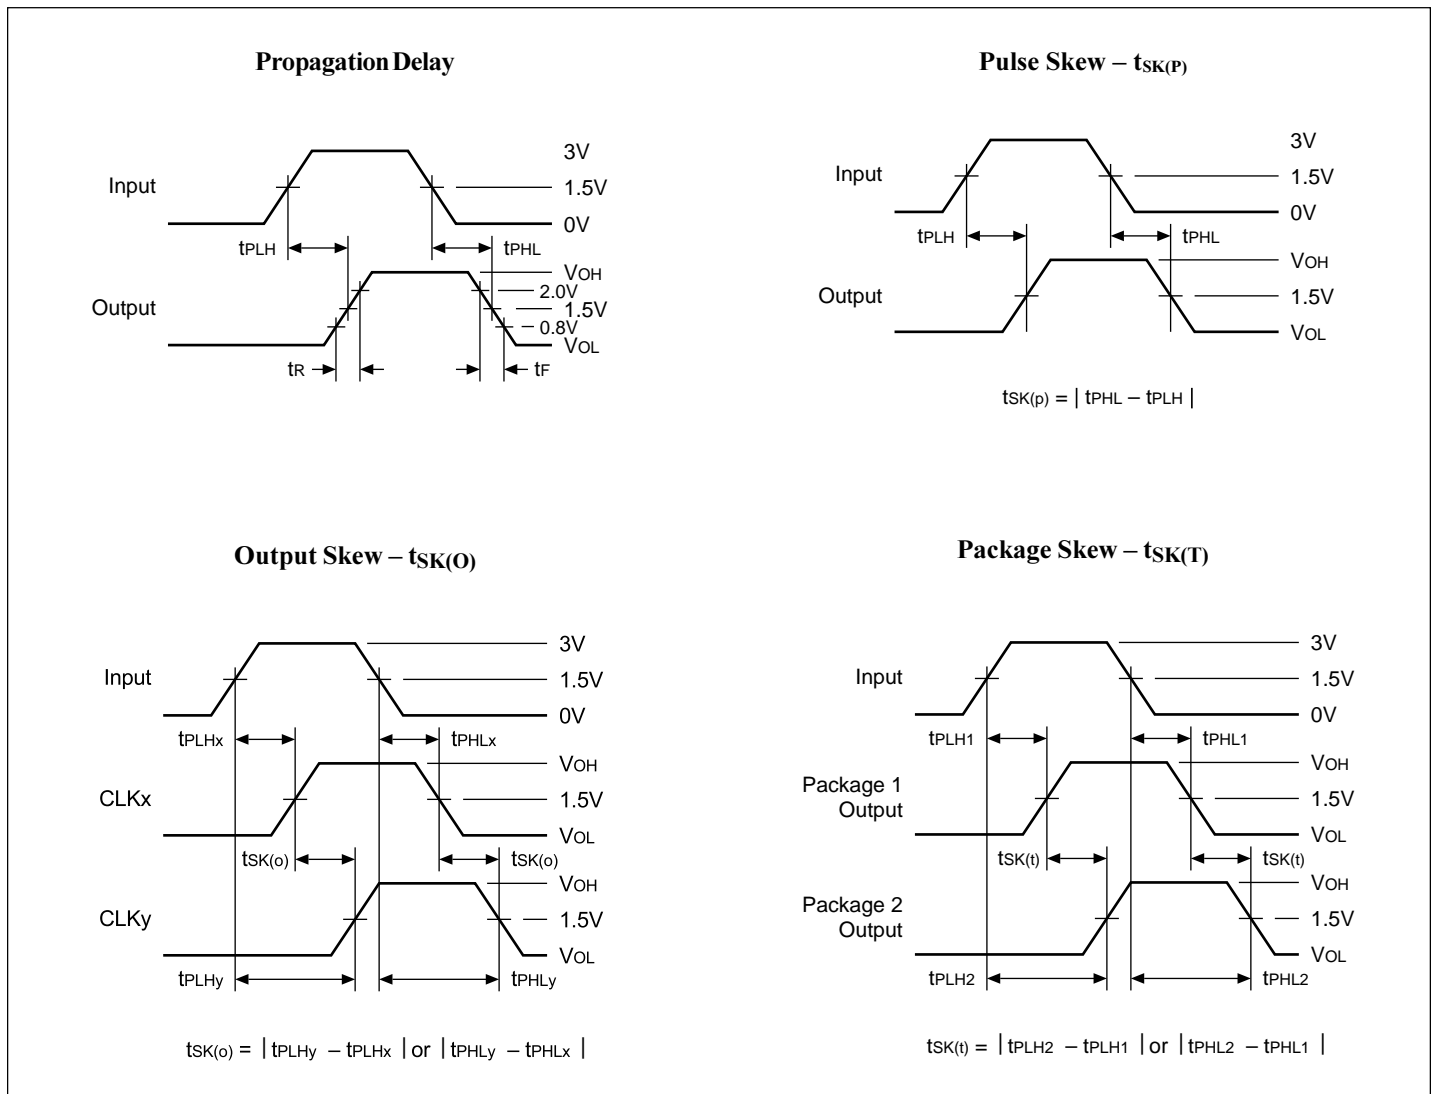 Propagation Delay
3V
Input
1.5V
0V
tPLH
tPHL
VOH
2.0V
Output
1.5V
0.8V
VOL
tR
tF
Pulse Skew – tSK(P)
3V
Input
1.5V
0V
tPLH
tPHL
VOH
Output
1.5V
VOL
tSK(p) = | tPHL – tPLH |
Output Skew – tSK(O)
3V
Input
1.5V
0V
tPLHx
tPHLx
VOH
CLKx
1.5V
VOL
tSK(o)
tSK(o)
VOH
CLKy
1.5V
VOL
tPLHy
tPHLy
tSK(o) = | tPLHy – tPLHx | or | tPHLy – tPHLx |
Package Skew – tSK(T)
3V
Input
1.5V
0V
tPLH1
tPHL1
VOH
Package 1
Output
1.5V
VOL
tSK(t)
tSK(t)
VOH
Package 2
Output
1.5V
VOL
tPLH2
tPHL2
tSK(t) = | tPLH2 – tPLH1 | or | tPHL2 – tPHL1 |